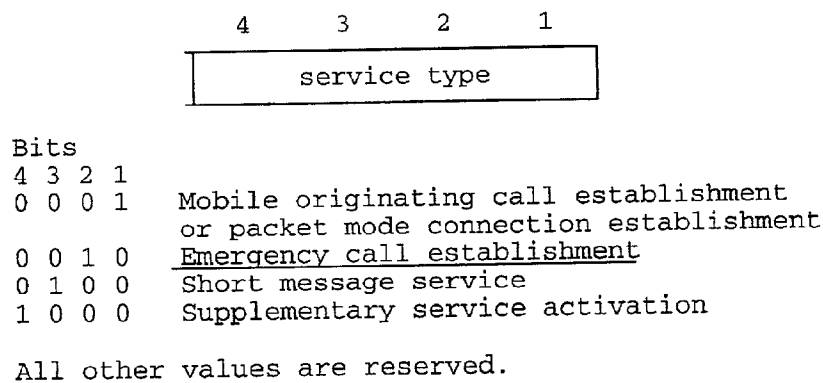 4 3 2 1
service type
Bits
4 3 2 1
0 0 0 1 Mobile originating call establishment
or packet mode connection establishment
0 0 1 0 Emergency call establishment
0 1 0 0 Short message service
1 0 0 0 Supplementary service activation
All other values are reserved.